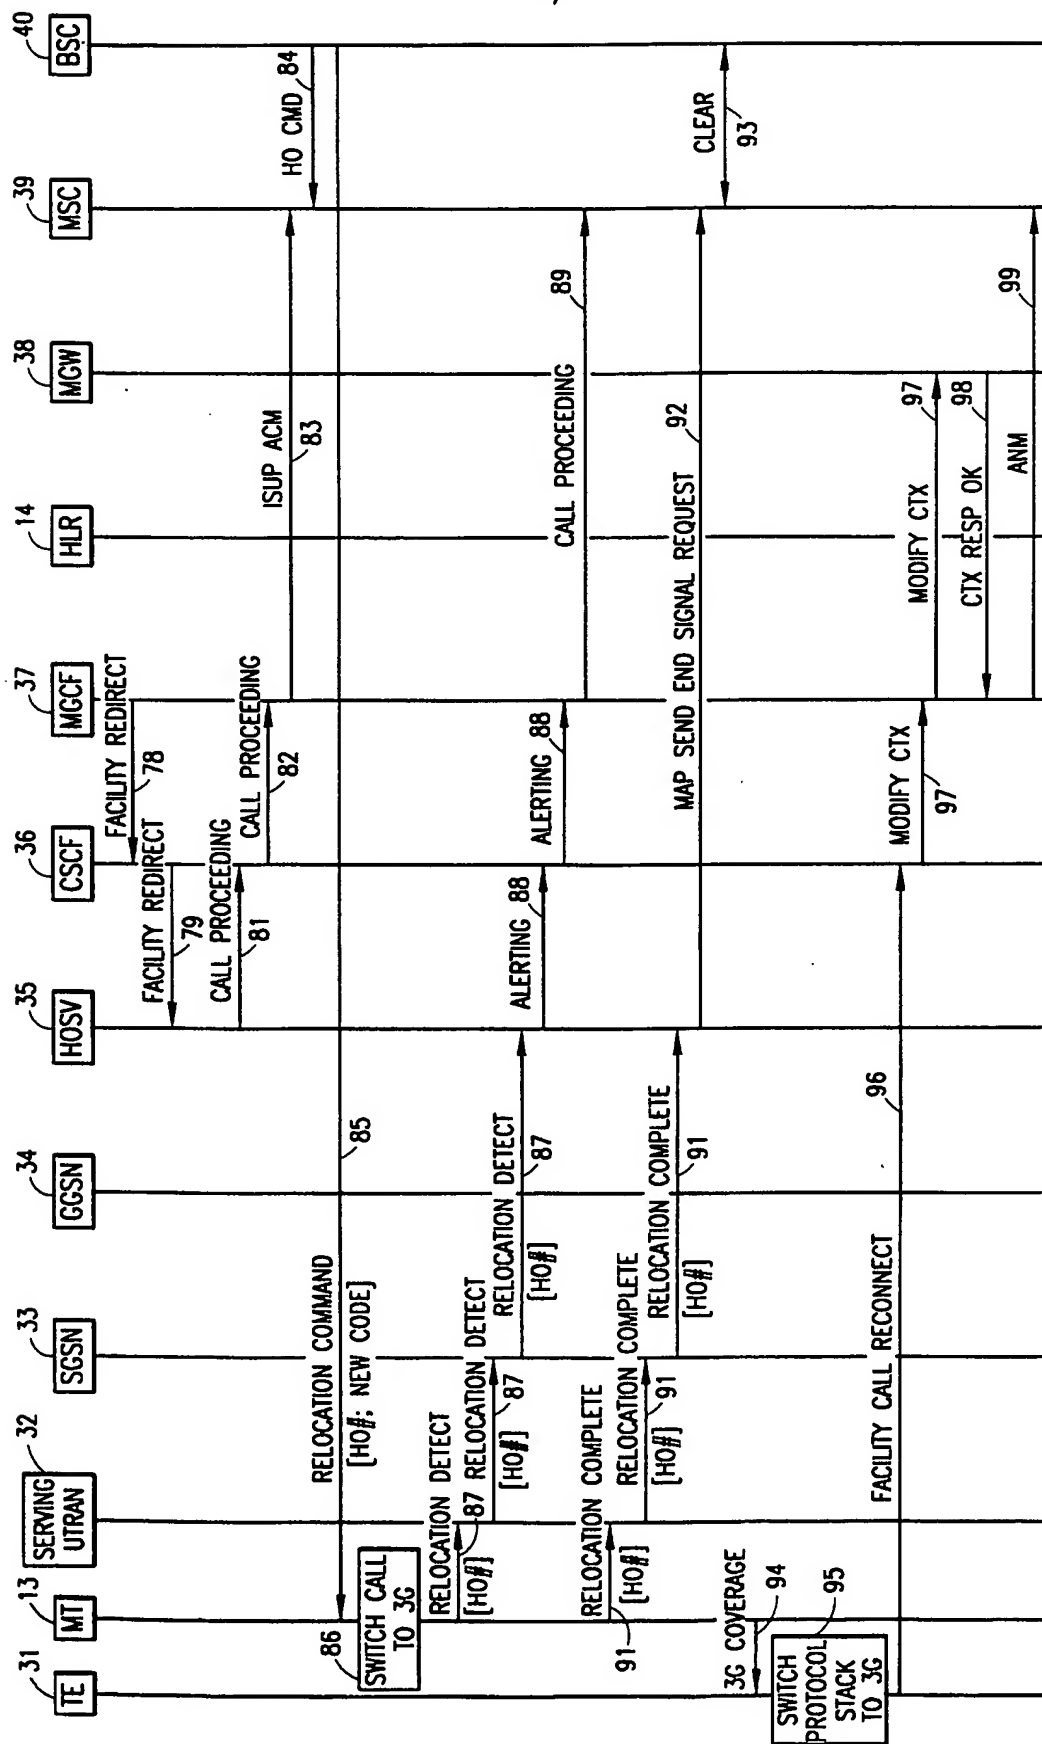 31
TE
13
MT
32
SERVING
UTRAN
33
SGSN
34
GGSN
35
HOSV
36
CSCF
37
MGCF
14
HLR
38
MGW
39
MSC
40
BSC
FACILITY REDIRECT
78
FACILITY REDIRECT
79
CALL PROCEEDING
81
CALL PROCEEDING
82
ISUP ACM
83
HO CMD
84
RELOCATION COMMAND
[HO#; NEW CODE]
85
86
SWITCH CALL
TO 3G
RELOCATION DETECT
[HO#]
87
RELOCATION DETECT
[HO#]
87
RELOCATION DETECT
[HO#]
87
ALERTING 88
ALERTING 88
CALL PROCEEDING
89
RELOCATION COMPLETE
[HO#]
91
RELOCATION COMPLETE
[HO#]
91
RELOCATION COMPLETE
[HO#]
91
MAP SEND END SIGNAL REQUEST
92
CLEAR
93
3G COVERAGE
94
SWITCH
PROTOCOL
STACK
TO 3G
95
FACILITY CALL RECONNECT
96
MODIFY CTX
97
MODIFY CTX
97
CTX RESP OK
98
ANM
99